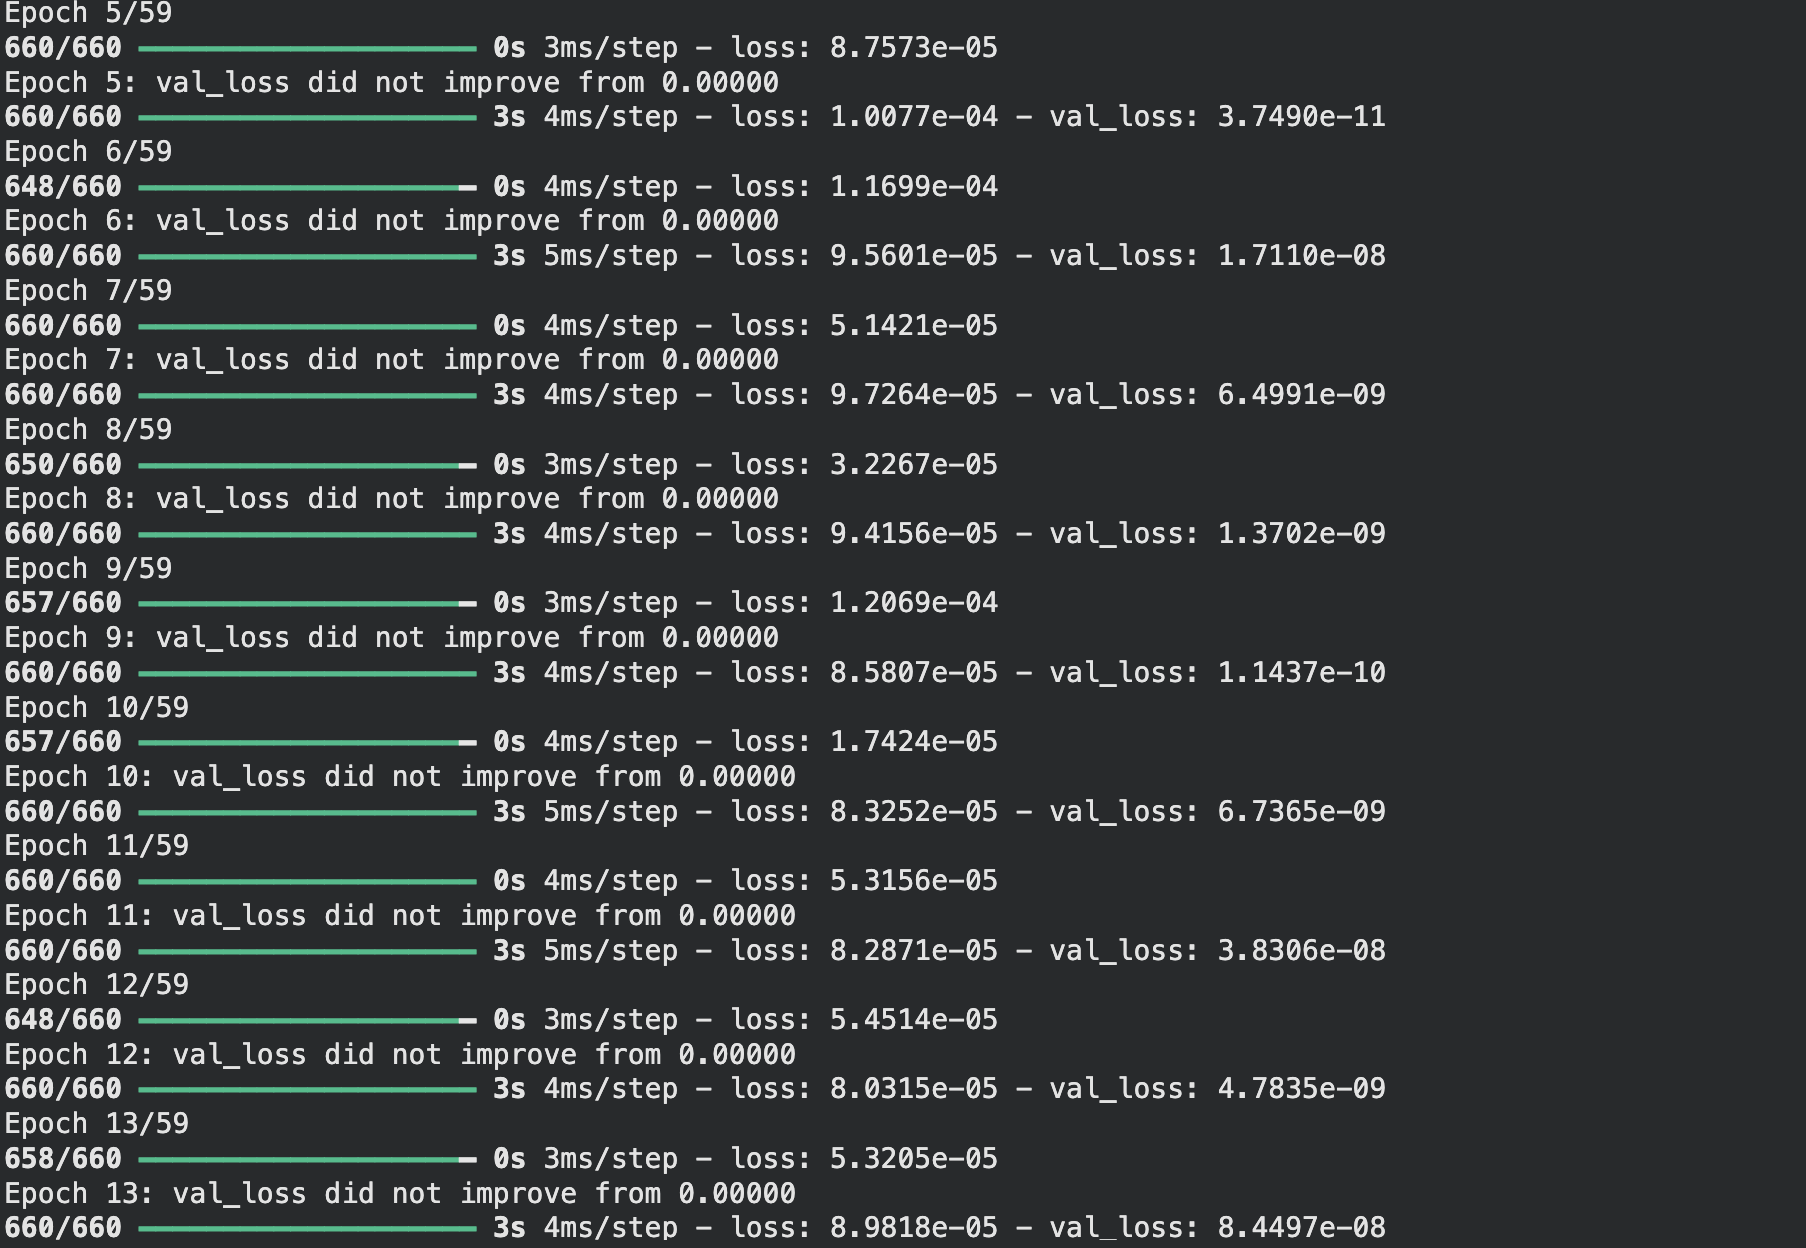 Epoch 5/59
660/660 0s 3ms/step - loss: 8.7573e-05
Epoch 5: val_loss did not improve from 0.00000
660/660 3s 4ms/step - loss: 1.0077e-04 - val_loss: 3.7490e-11
Epoch 6/59
648/660 0s 4ms/step - loss: 1.1699e-04
Epoch 6: val_loss did not improve from 0.00000
660/660 3s 5ms/step - loss: 9.5601e-05 - val_loss: 1.7110e-08
Epoch 7/59
660/660 0s 4ms/step - loss: 5.1421e-05
Epoch 7: val_loss did not improve from 0.00000
660/660 3s 4ms/step - loss: 9.7264e-05 - val_loss: 6.4991e-09
Epoch 8/59
650/660 0s 3ms/step - loss: 3.2267e-05
Epoch 8: val_loss did not improve from 0.00000
660/660 3s 4ms/step - loss: 9.4156e-05 - val_loss: 1.3702e-09
Epoch 9/59
657/660 0s 3ms/step - loss: 1.2069e-04
Epoch 9: val_loss did not improve from 0.00000
660/660 3s 4ms/step - loss: 8.5807e-05 - val_loss: 1.1437e-10
Epoch 10/59
657/660 0s 4ms/step - loss: 1.7424e-05
Epoch 10: val_loss did not improve from 0.00000
660/660 3s 5ms/step - loss: 8.3252e-05 - val_loss: 6.7365e-09
Epoch 11/59
660/660 0s 4ms/step - loss: 5.3156e-05
Epoch 11: val_loss did not improve from 0.00000
660/660 3s 5ms/step - loss: 8.2871e-05 - val_loss: 3.8306e-08
Epoch 12/59
648/660 0s 3ms/step - loss: 5.4514e-05
Epoch 12: val_loss did not improve from 0.00000
660/660 3s 4ms/step - loss: 8.0315e-05 - val_loss: 4.7835e-09
Epoch 13/59
658/660 0s 3ms/step - loss: 5.3205e-05
Epoch 13: val_loss did not improve from 0.00000
660/660 3s 4ms/step - loss: 8.9818e-05 - val_loss: 8.4497e-08